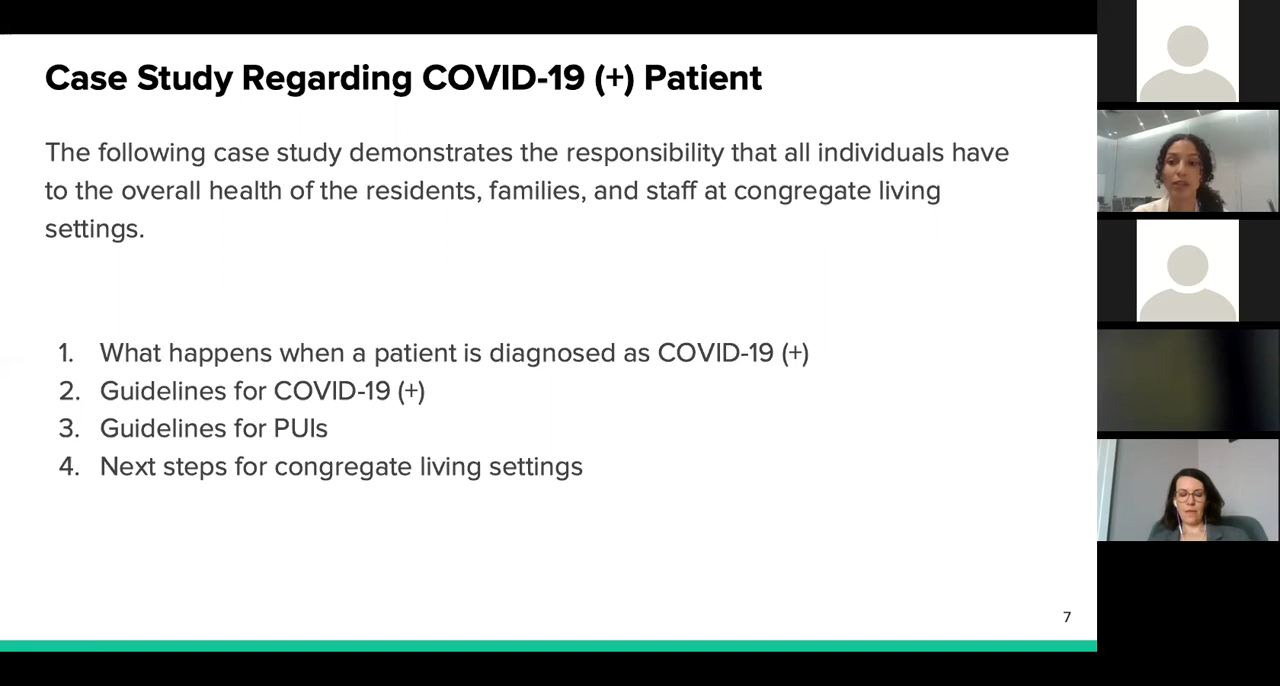 Case Study Regarding COVID-19 (+) Patient
The following case study demonstrates the responsibility that all individuals have
to the overall health of the residents, families, and staff at congregate living
settings.
1. What happens when a patient is diagnosed as COVID-19 (+)
2. Guidelines for COVID-19 (+)
3. Guidelines for PUIs
4. Next steps for congregate living settings
7